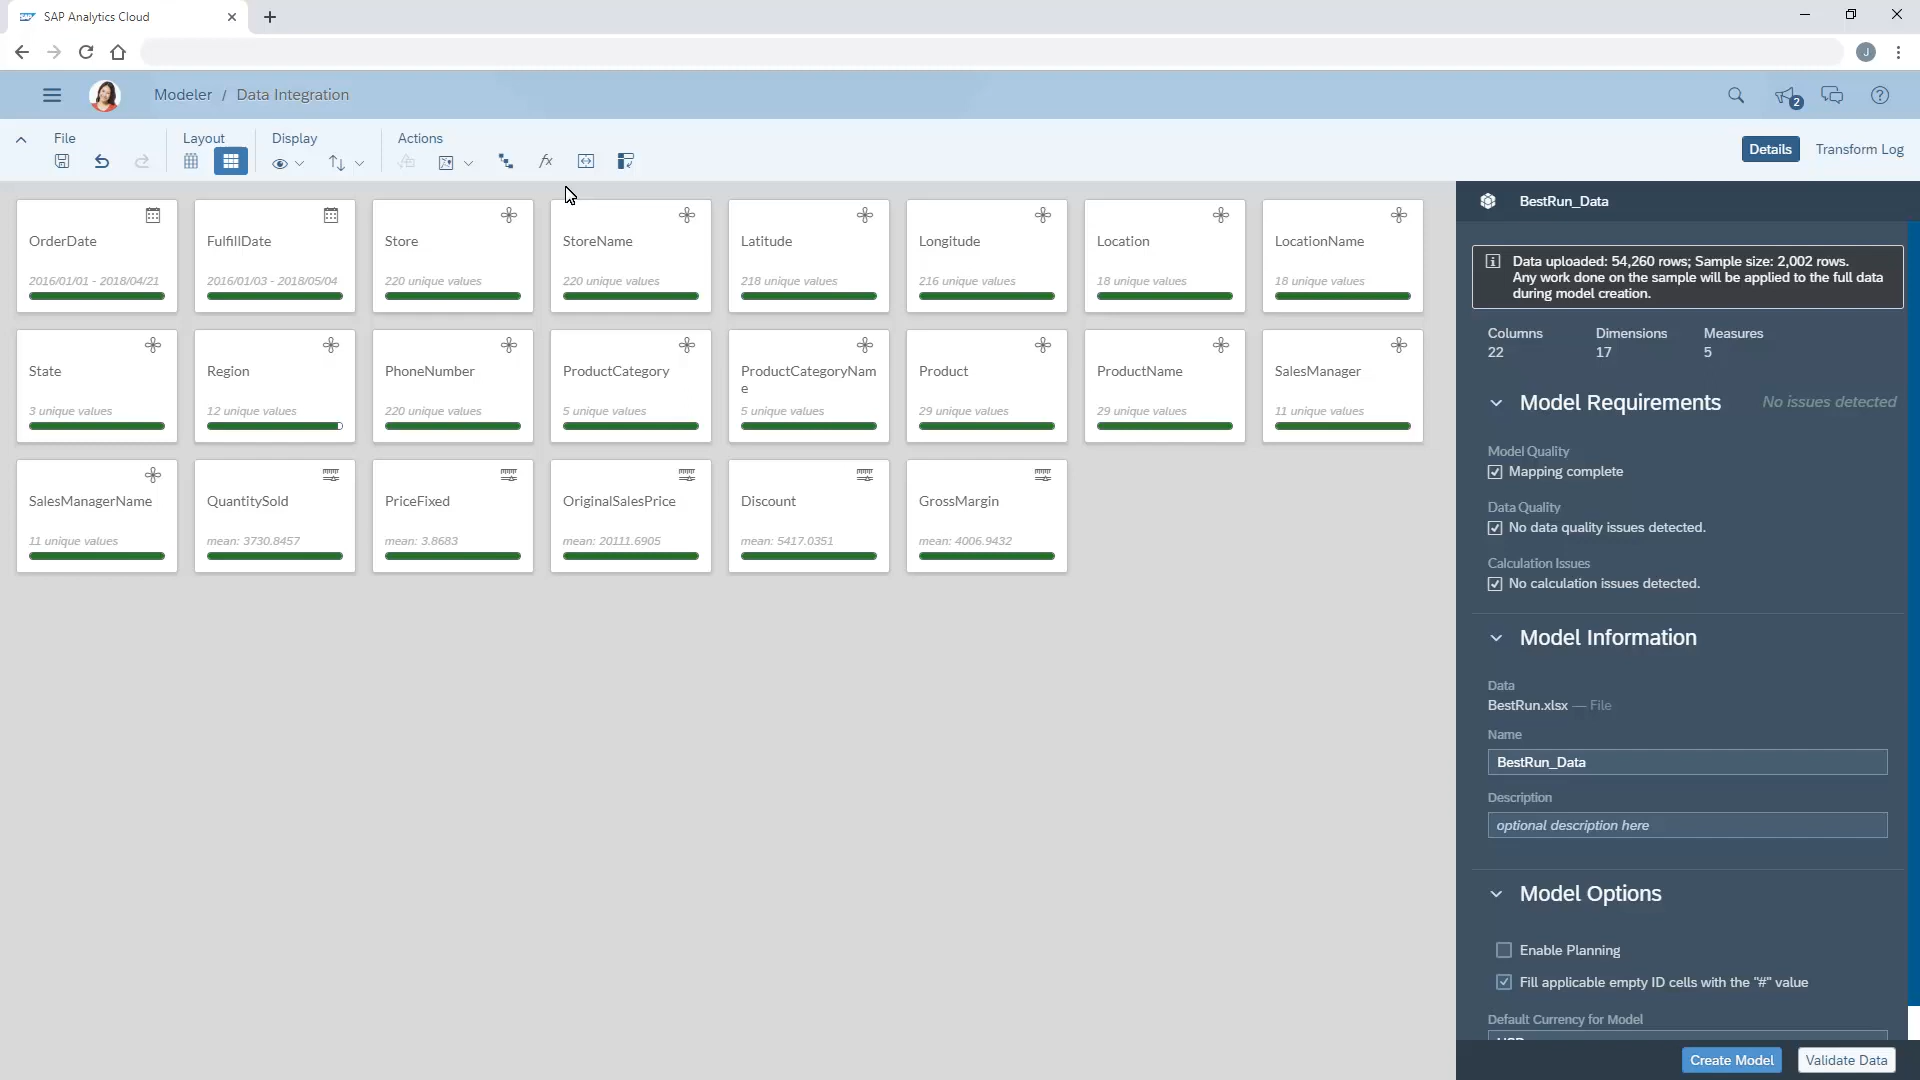 SAP Analytics Cloud
J
Modeler / Data Integration
2
File
Layout
Display
Actions
Details
Transform Log
OrderDate
2016/01/01 - 2018/04/21
FulfillDate
2016/01/03 - 2018/05/04
Store
220 unique values
StoreName
220 unique values
Latitude
218 unique values
Longitude
216 unique values
Location
18 unique values
LocationName
18 unique values
State
3 unique values
Region
12 unique values
PhoneNumber
220 unique values
ProductCategory
5 unique values
ProductCategoryNam
e
5 unique values
Product
29 unique values
ProductName
29 unique values
SalesManager
11 unique values
SalesManagerName
11 unique values
QuantitySold
mean: 3730.8457
PriceFixed
mean: 3.8683
OriginalSalesPrice
mean: 20111.6905
Discount
mean: 5417.0351
GrossMargin
mean: 4006.9432
BestRun_Data
Data uploaded: 54,260 rows; Sample size: 2,002 rows.
Any work done on the sample will be applied to the full data
during model creation.
Columns Dimensions Measures
22 17 5
Model Requirements No issues detected
Model Quality
Mapping complete
Data Quality
No data quality issues detected.
Calculation Issues
No calculation issues detected.
Model Information
Data
BestRun.xlsx — File
Name
BestRun_Data
Description
optional description here
Model Options
Enable Planning
Fill applicable empty ID cells with the "#" value
Default Currency for Model
Create Model
Validate Data